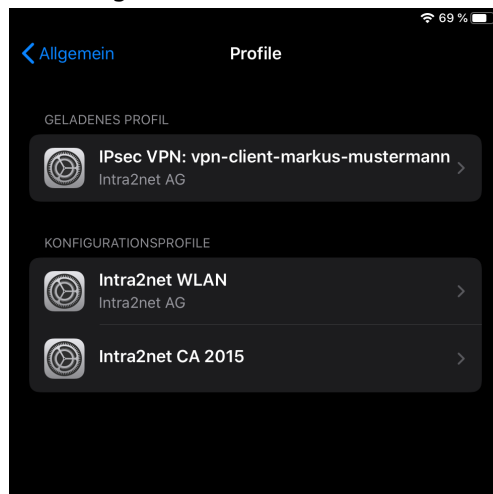 69 %
Allgemein
Profile
GELADENES PROFIL
IPsec VPN: vpn-client-markus-mustermann
Intra2net AG
KONFIGURATIONSPROFILE
Intra2net WLAN
Intra2net AG
Intra2net CA 2015